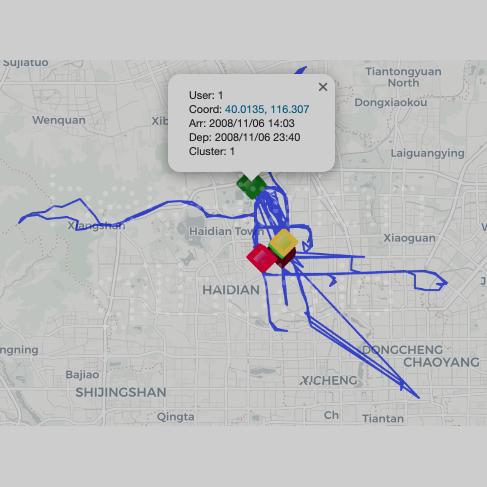 Sujiatuo
Tiantongyuan
North
Dongxiaokou
Wenquan
Xib
×
User: 1
Coord: 40.0135, 116.307
Arr: 2008/11/06 14:03
Dep: 2008/11/06 23:40
Cluster: 1
Laiguangying
Xiangshan
Haidian Town
Xiaoguan
W
J
HAIDIAN
ngning
DONGCHENG
CHAOYANG
Bajiao
XICHENG
SHIJINGSHAN
Qingta
Ch
Tiantan